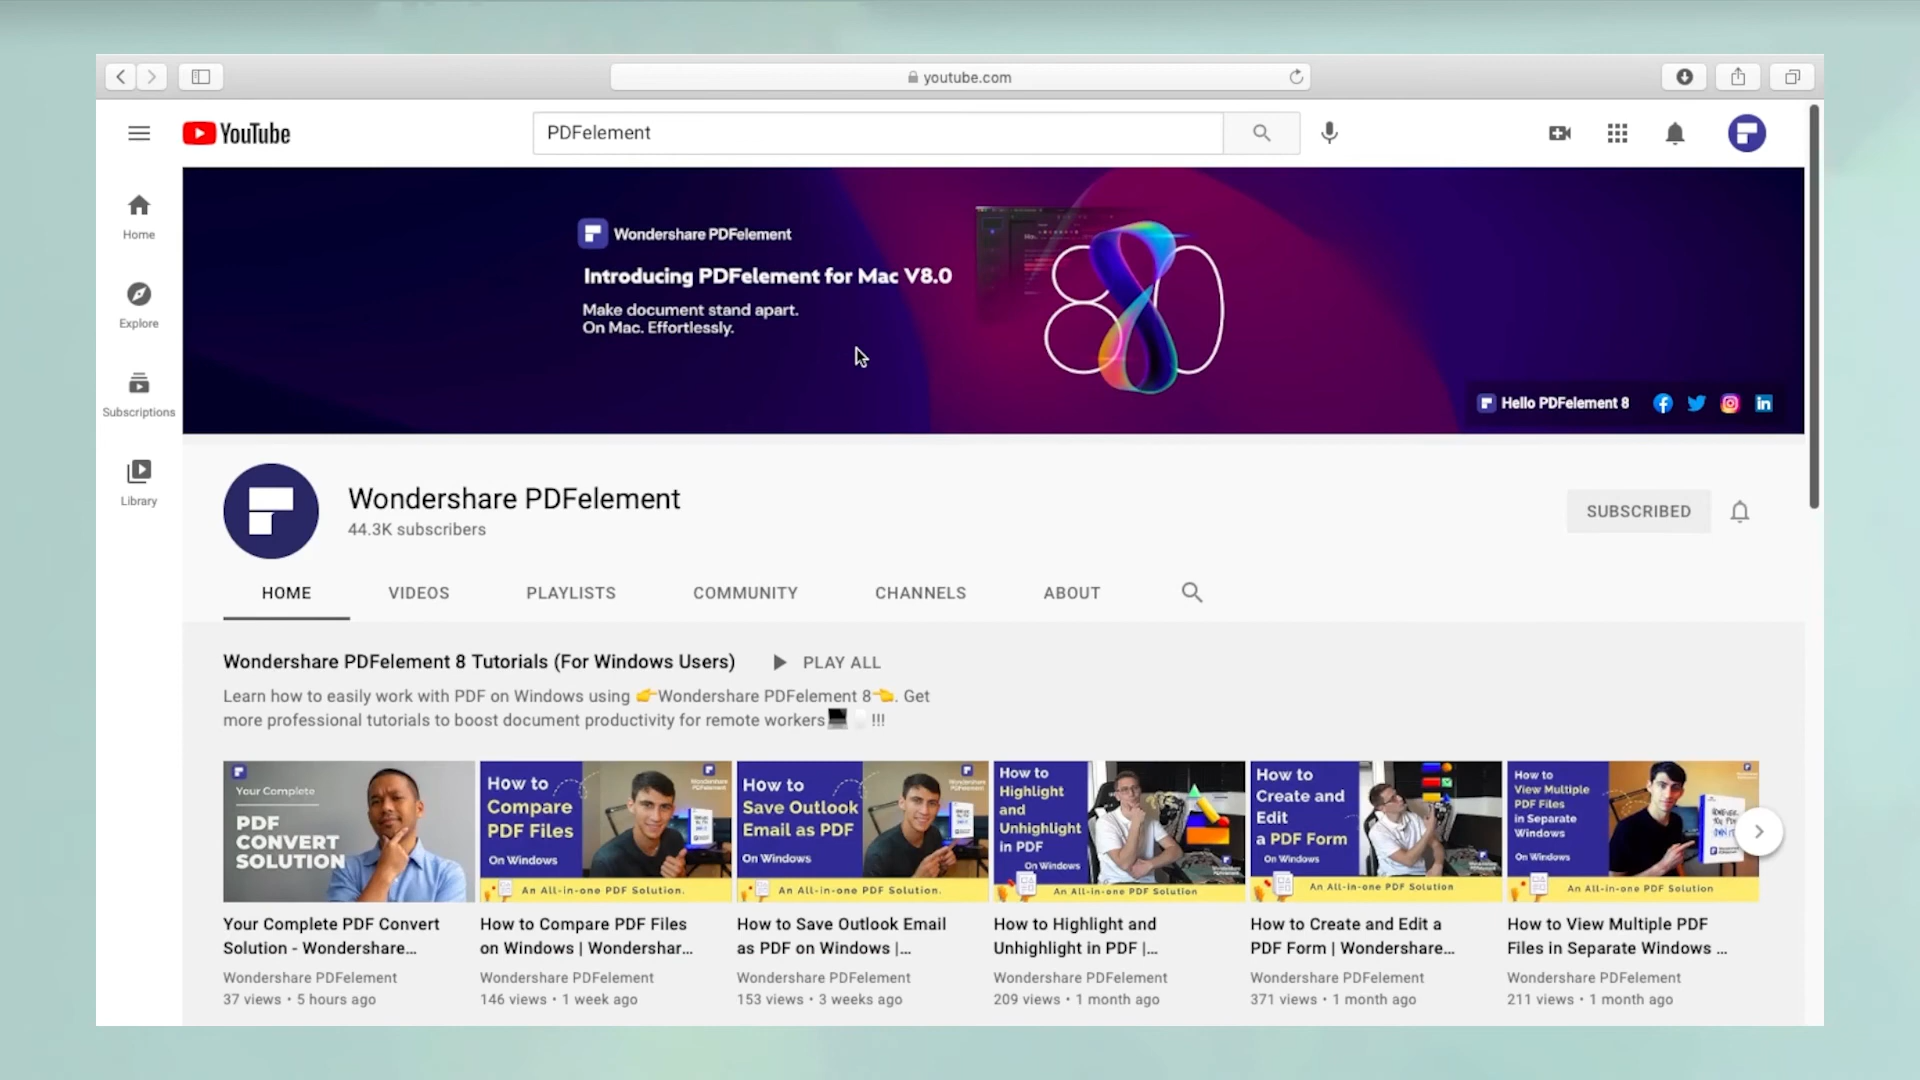 youtube.com
YouTube
PDFelement
Home
Explore
Subscriptions
Library
Wondershare PDFelement
Introducing PDFelement for Mac V8.0
Make document stand apart.
On Mac. Effortlessly.
80
Hello PDFelement 8
Wondershare PDFelement
44.3K subscribers
SUBSCRIBED
HOME VIDEOS PLAYLISTS COMMUNITY CHANNELS ABOUT
Wondershare PDFelement 8 Tutorials (For Windows Users) PLAY ALL
Learn how to easily work with PDF on Windows using 👉Wondershare PDFelement 8👈. Get
more professional tutorials to boost document productivity for remote workers💻 !!!
Your Complete
PDF
CONVERT
SOLUTION
How to
Compare
PDF Files
On Windows
An All-in-one PDF Solution.
How to
Save Outlook
Email as PDF
On Windows
An All-in-one PDF Solution.
How to
Highlight
and
Unhighlight
in PDF
On Windows
An All-in-one PDF Solution
How to
Create and
Edit
a PDF Form
On Windows
An All-in-one PDF Solution
How to
View Multiple
PDF Files
in Separate
Windows
On Windows
An All-in-one PDF Solution
Your Complete PDF Convert
Solution - Wondershare...
Wondershare PDFelement
37 views • 5 hours ago
How to Compare PDF Files
on Windows | Wondershar...
Wondershare PDFelement
146 views • 1 week ago
How to Save Outlook Email
as PDF on Windows |...
Wondershare PDFelement
153 views • 3 weeks ago
How to Highlight and
Unhighlight in PDF |...
Wondershare PDFelement
209 views • 1 month ago
How to Create and Edit a
PDF Form | Wondershare...
Wondershare PDFelement
371 views • 1 month ago
How to View Multiple PDF
Files in Separate Windows ...
Wondershare PDFelement
211 views • 1 month ago